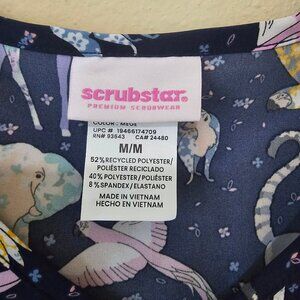 scrubstar.
PREMIUM SCRUBWEAR
COLOR: MEGE
UPC # 19466174709
RN# 93643 CA# 24480
M/M
52% RECYCLED POLYESTER/
POLIÉSTER RECICLADO
40% POLYESTER/POLIÉSTER
8% SPANDEX/ELASTANO
MADE IN VIETNAM
HECHO EN VIETNAM